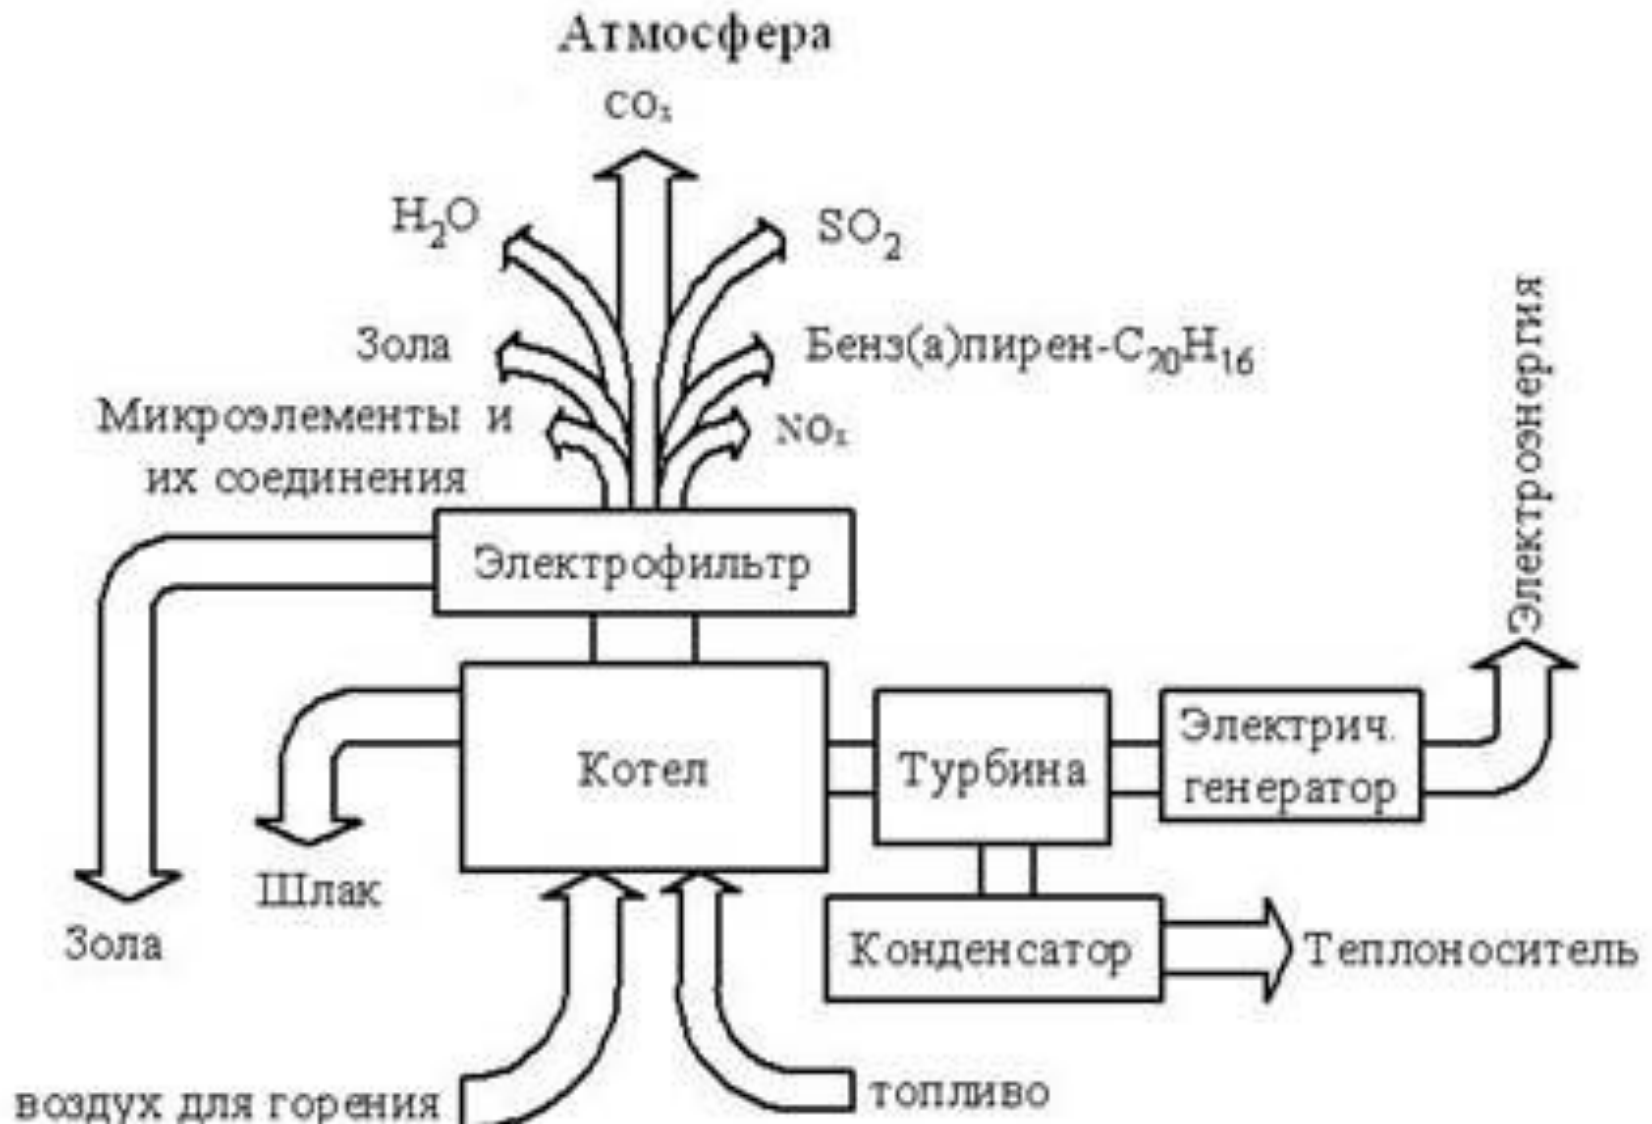 Атмосфера
COₓ
H₂O
SO₂
Зола
Бенз(а)пирен-C₂₀H₁₆
Микроэлементы и
их соединения
NOₓ
Электроэнергия
Электрофильтр
Котел
Турбина
Электрич.
генератор
Шлак
Зола
Конденсатор
Теплоноситель
воздух для горения
топливо